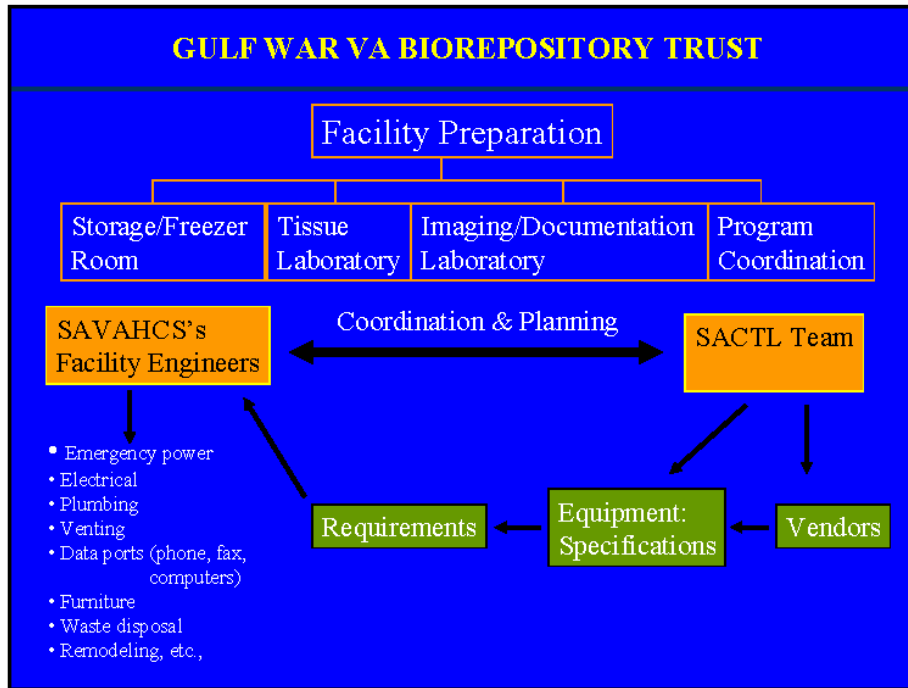 GULF WAR VA BIOREPOSITORY TRUST
Facility Preparation
Storage/Freezer
Room
Tissue
Laboratory
Imaging/Documentation
Laboratory
Program
Coordination
SAVAHCS's
Facility Engineers
Coordination & Planning
SACTL Team
• Emergency power
• Electrical
• Plumbing
• Venting
• Data ports (phone, fax,
computers)
• Furniture
• Waste disposal
• Remodeling, etc.,
Requirements
Equipment:
Specifications
Vendors